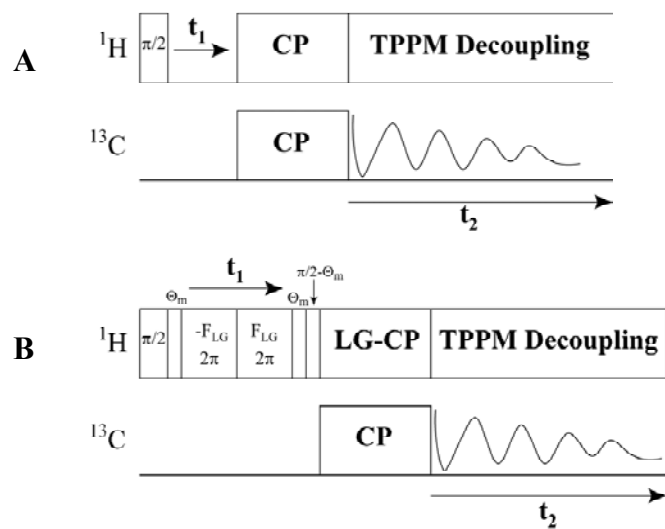 A
¹H π/2 t₁ CP TPPM Decoupling
¹³C CP
t₂
B
Θₘ t₁ Θₘ π/2-Θₘ
¹H π/2 -F_LG 2π F_LG 2π LG-CP TPPM Decoupling
¹³C CP
t₂